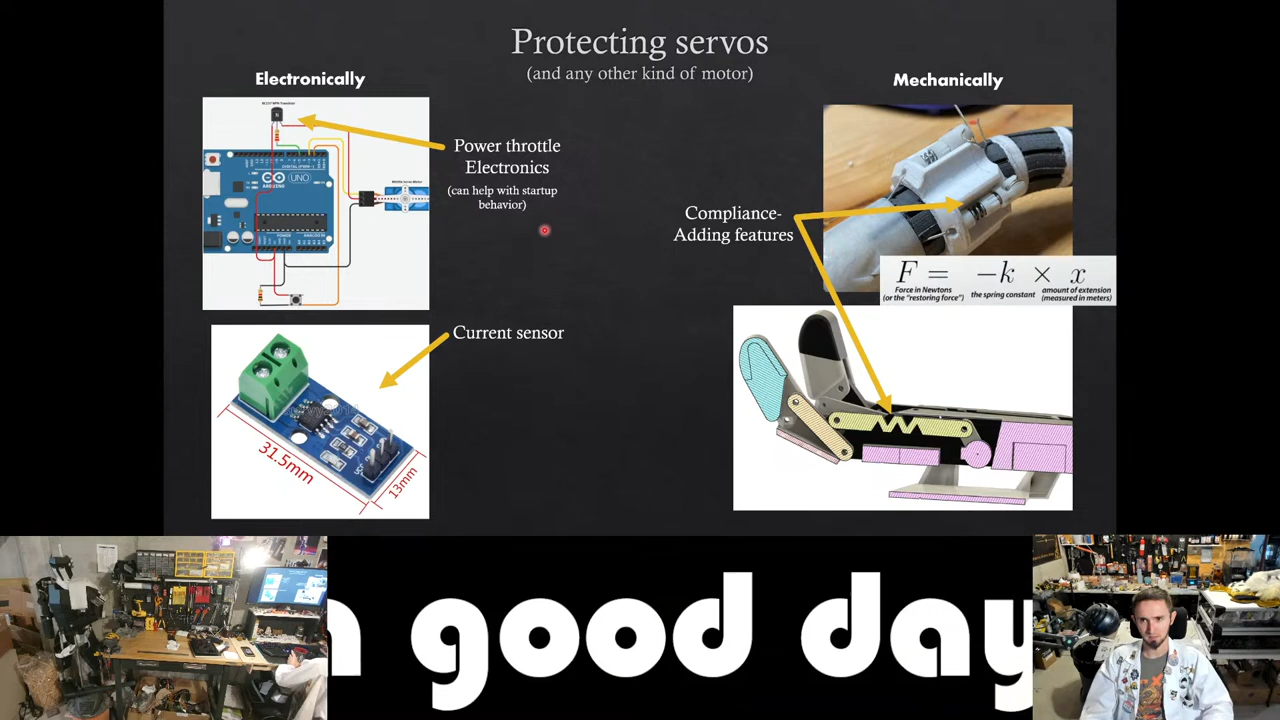 Protecting servos
(and any other kind of motor)
Electronically
Mechanically
Power throttle
Electronics
(can help with startup
behavior)
UNO
ARDUINO
Compliance-
Adding features
F = −k × x
Force in Newtons
(or the "restoring force")
the spring constant
amount of extension
(measured in meters)
Current sensor
31.5mm
13mm
good day